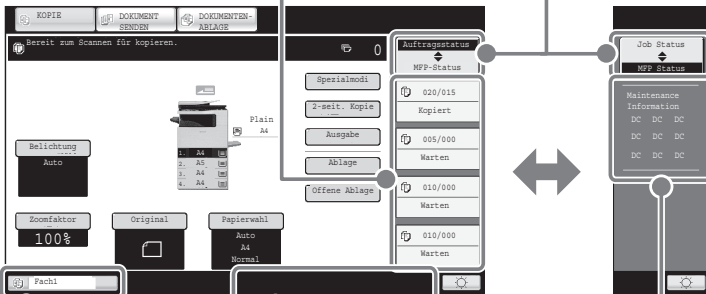 KOPIE
DOKUMENT
SENDEN
DOKUMENTEN-
ABLAGE
Bereit zum Scannen für kopieren.
0
Auftragsstatus
MFP-Status
Spezialmodi
2-seit. Kopie
Ausgabe
Ablage
Offene Ablage
020/015
Kopiert
005/000
Warten
010/000
Warten
010/000
Warten
Plain
A4
1. A4
2. A5
3. A4
4. A4
Belichtung
Auto
Zoomfaktor
100%
Original
Papierwahl
Auto
A4
Normal
Fach1
Job Status
MFP Status
Maintenance
Information
DC DC DC
DC DC DC
DC DC DC